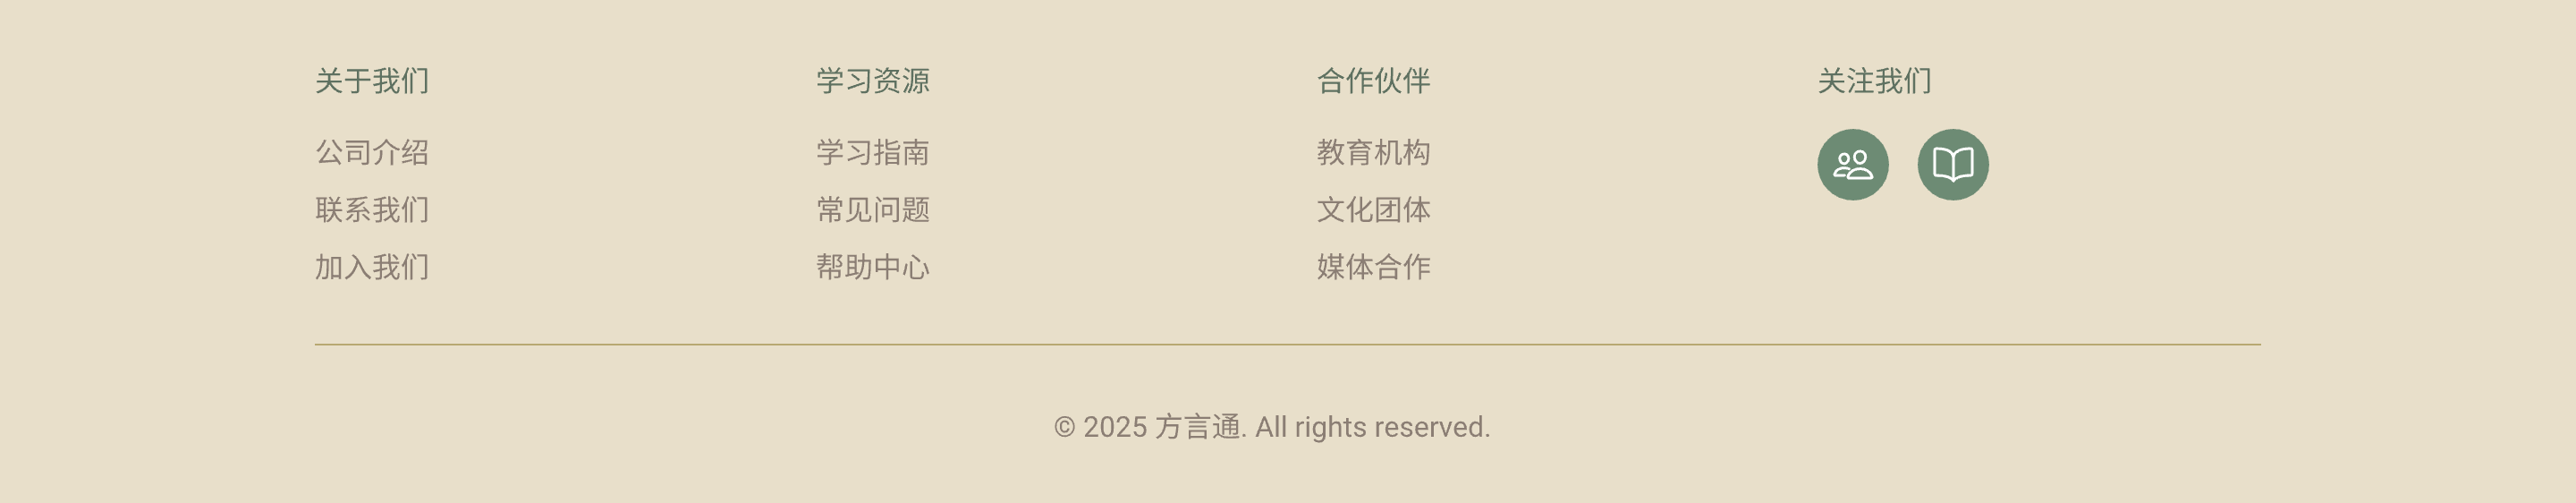 关于我们
公司介绍
联系我们
加入我们
学习资源
学习指南
常见问题
帮助中心
合作伙伴
教育机构
文化团体
媒体合作
关注我们
© 2025 方言通. All rights reserved.